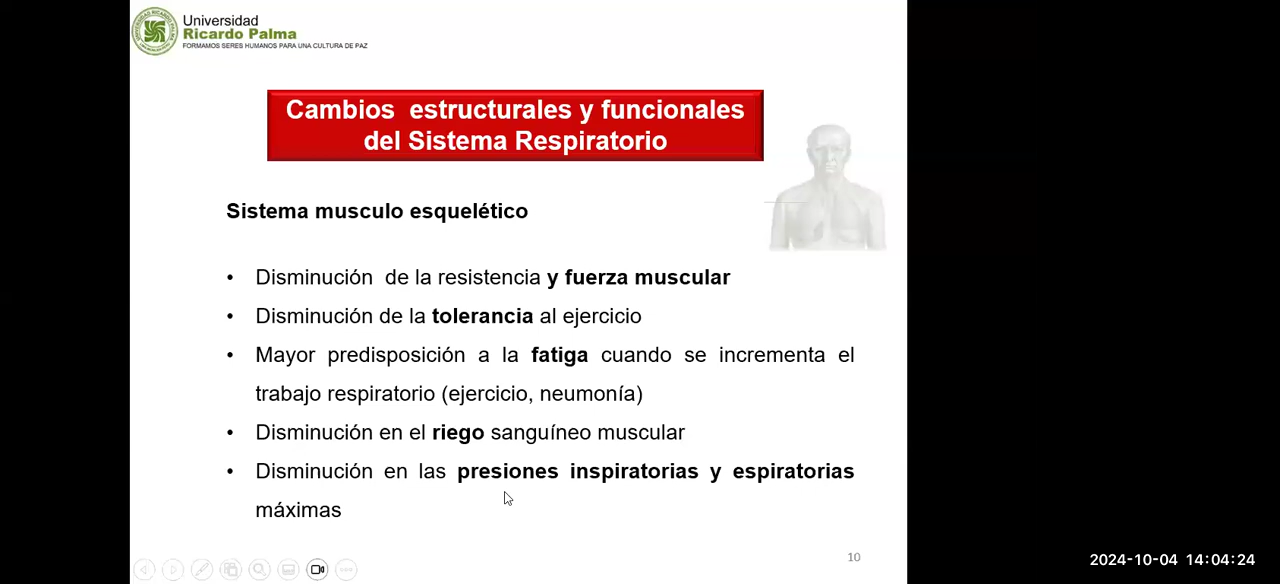 Universidad
Ricardo Palma
FORMAMOS SERES HUMANOS PARA UNA CULTURA DE PAZ
Cambios estructurales y funcionales
del Sistema Respiratorio
Sistema musculo esquelético
• Disminución de la resistencia y fuerza muscular
• Disminución de la tolerancia al ejercicio
• Mayor predisposición a la fatiga cuando se incrementa el
trabajo respiratorio (ejercicio, neumonía)
• Disminución en el riego sanguíneo muscular
• Disminución en las presiones inspiratorias y espiratorias
máximas
10
2024-10-04 14:04:24